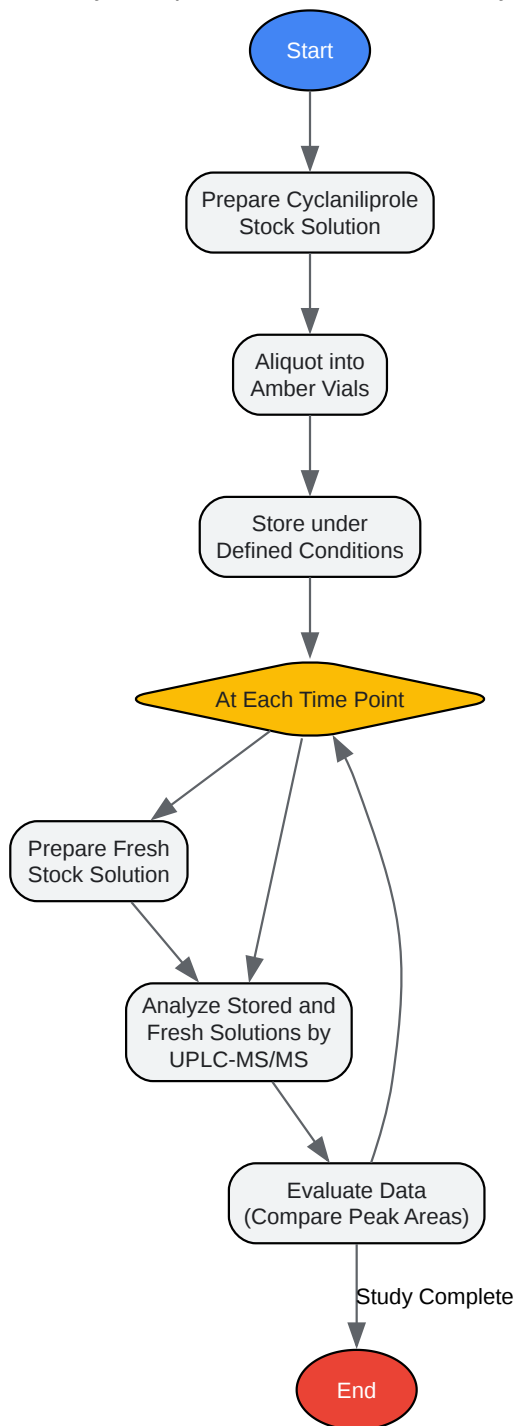 Start
Prepare Cyclaniliprole
Stock Solution
Aliquot into
Amber Vials
Store under
Defined Conditions
At Each Time Point
Prepare Fresh
Stock Solution
Analyze Stored and
Fresh Solutions by
UPLC-MS/MS
Evaluate Data
(Compare Peak Areas)
Study Complete
End